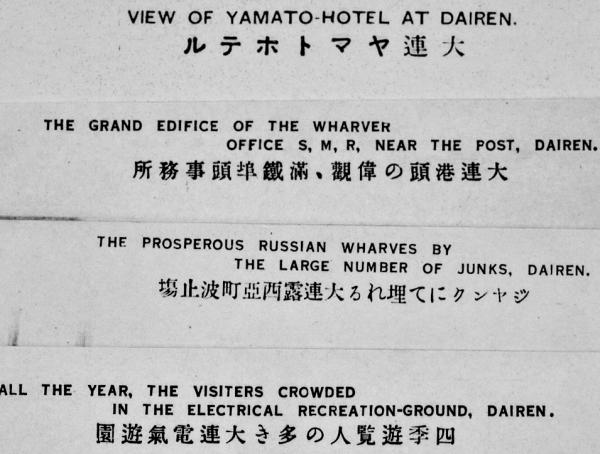 VIEW OF YAMATO-HOTEL AT DAIREN.
大連ヤマトホテル
THE GRAND EDIFICE OF THE WHARVER
OFFICE S, M, R, NEAR THE POST, DAIREN.
大連港頭の偉觀、滿鐵埠頭事務所
THE PROSPEROUS RUSSIAN WHARVES BY
THE LARGE NUMBER OF JUNKS, DAIREN.
ジヤンクにて埋れる大連露西亞町波止塲
ALL THE YEAR, THE VISITERS CROWDED
IN THE ELECTRICAL RECREATION-GROUND, DAIREN.
四季遊覽人の多き大連電氣遊園